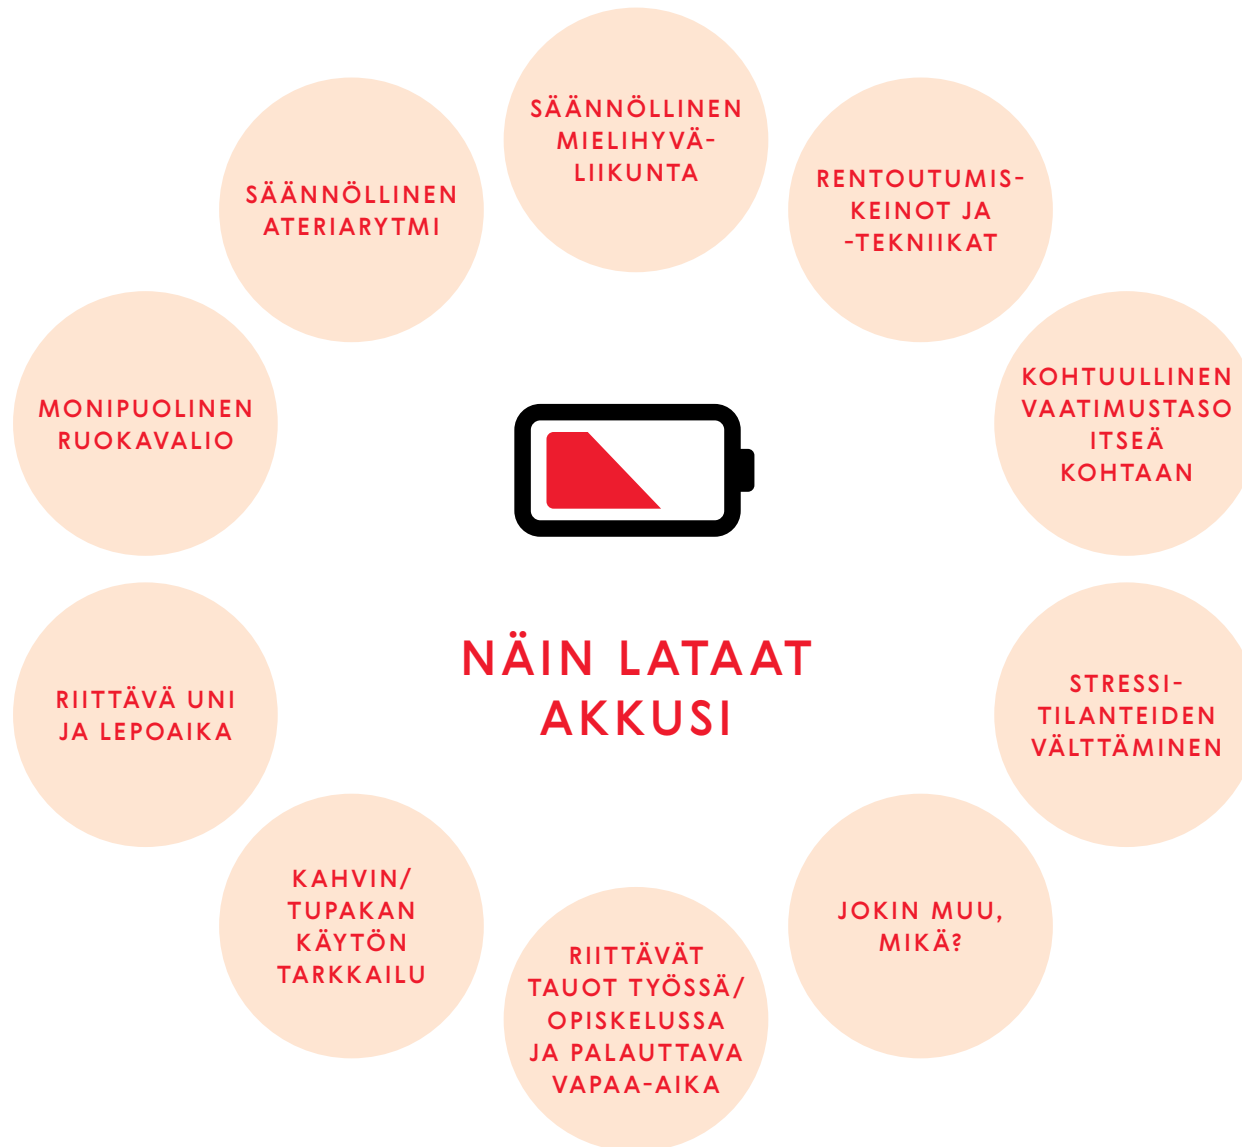 SÄÄNNÖLLINEN
MIELIHYVÄ-
LIIKUNTA
RENTOUTUMIS-
KEINOT JA
-TEKNIIKAT
KOHTUULLINEN
VAATIMUSTASO
ITSEÄ
KOHTAAN
STRESSI-
TILANTEIDEN
VÄLTTÄMINEN
JOKIN MUU,
MIKÄ?
RIITTÄVÄT
TAUOT TYÖSSÄ/
OPISKELUSSA
JA PALAUTTAVA
VAPAA-AIKA
KAHVIN/
TUPAKAN
KÄYTÖN
TARKKAILU
RIITTÄVÄ UNI
JA LEPOAIKA
MONIPUOLINEN
RUOKAVALIO
SÄÄNNÖLLINEN
ATERIARYTMI
NÄIN LATAAT
AKKUSI